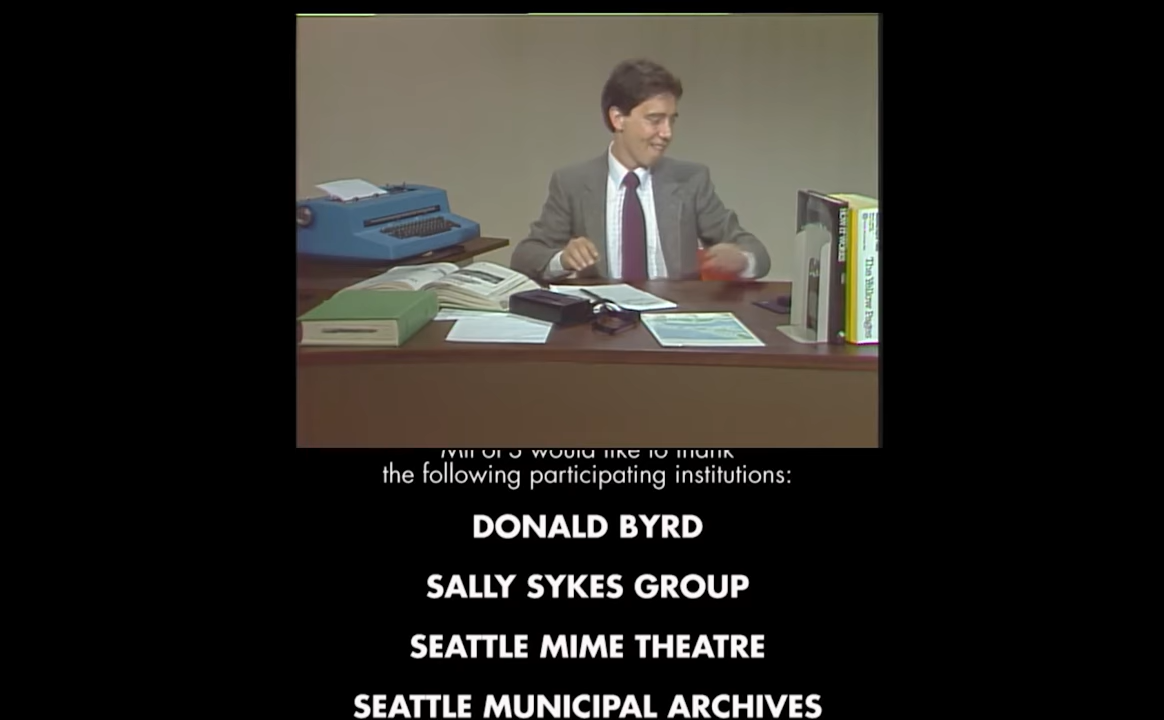 The Yellow Pages
the following participating institutions:
DONALD BYRD
SALLY SYKES GROUP
SEATTLE MIME THEATRE
SEATTLE MUNICIPAL ARCHIVES